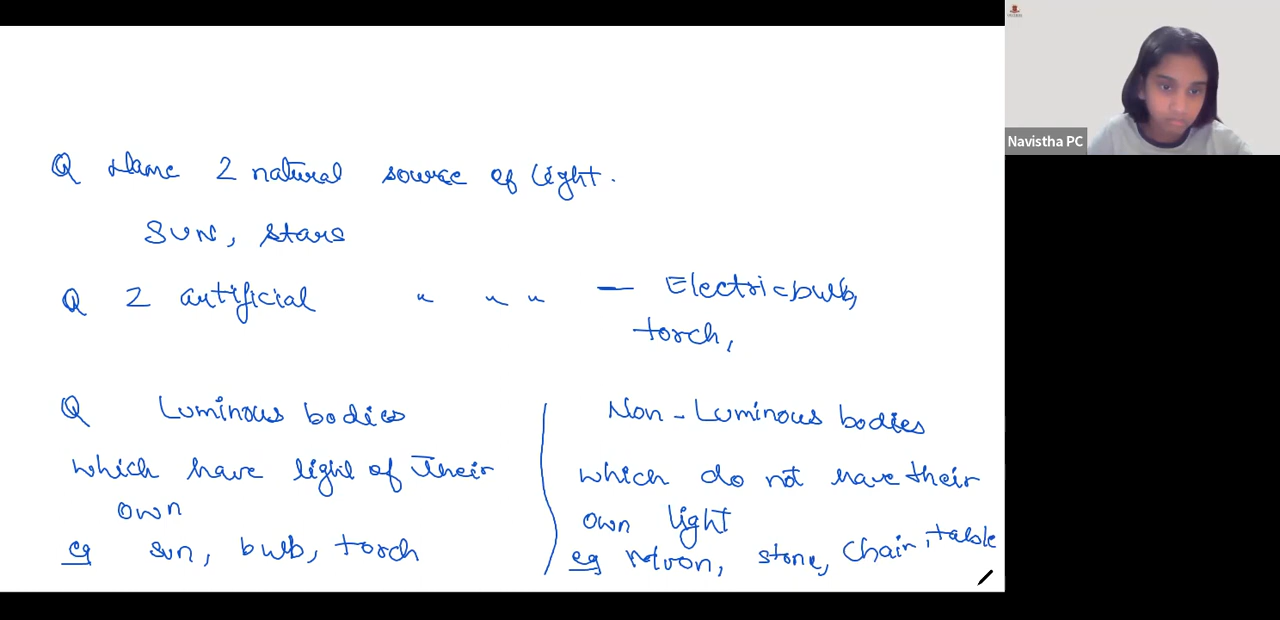 Q Name 2 natural source of light.
SUN, stars
Q 2 artificial " " " — Electric bulb,
torch,
Q Luminous bodies
which have light of their
own
eg sun, bulb, torch
Non-Luminous bodies
which do not have their
own light
eg Moon, stone, chair, table
Navistha PC